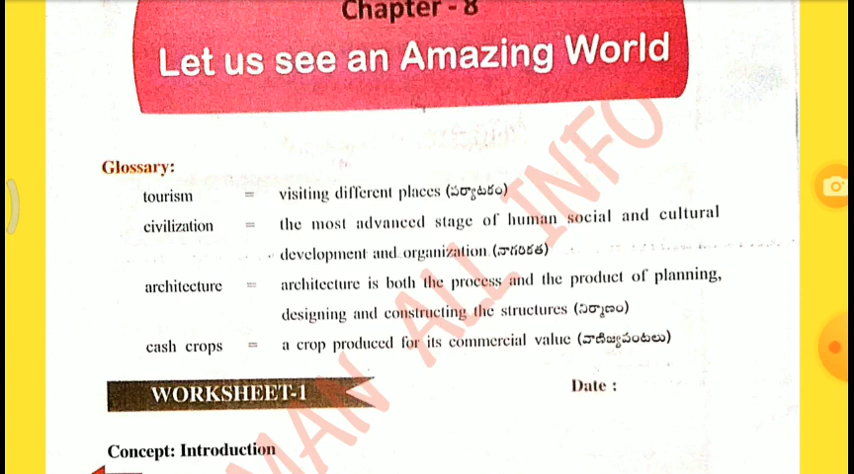 Chapter - 8
Let us see an Amazing World
Glossary:
tourism = visiting different places (పర్యాటకం)
civilization = the most advanced stage of human social and cultural
development and organization (నాగరికత)
architecture = architecture is both the process and the product of planning,
designing and constructing the structures (నిర్మాణం)
cash crops = a crop produced for its commercial value (వాణిజ్యపంటలు)
WORKSHEET-1 Date :
Concept: Introduction
MAN ALL INFO